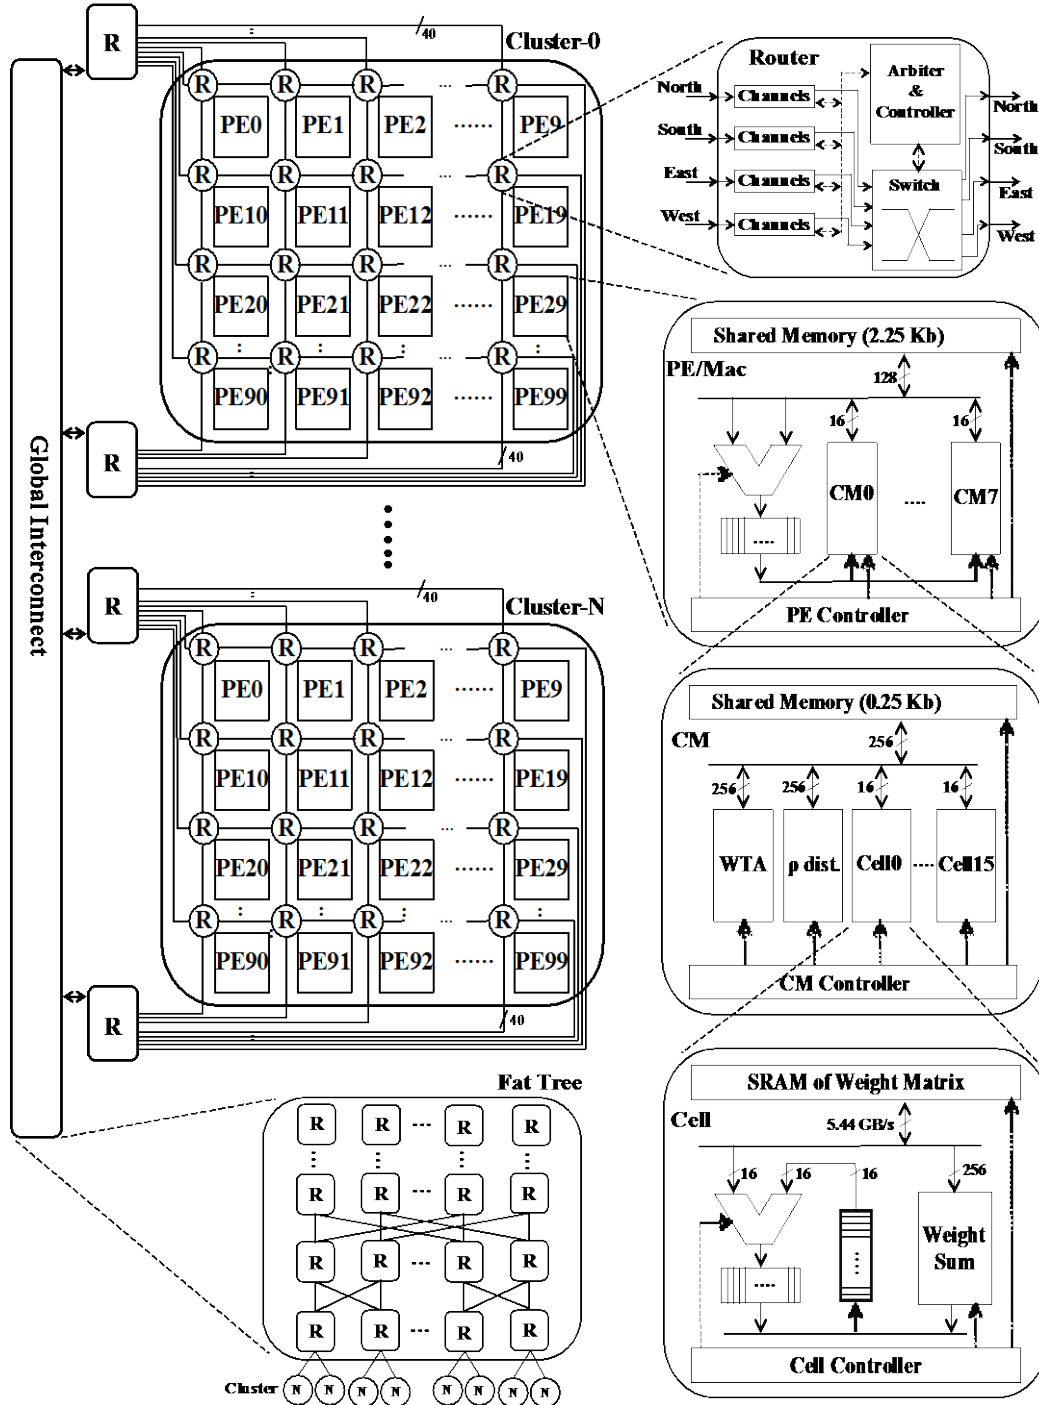 R
40
Cluster-0
R R R ... R
PE0 PE1 PE2 ...... PE9
R R R ... R
PE10 PE11 PE12 ...... PE19
R R R ... R
PE20 PE21 PE22 ...... PE29
R R R ... R
PE90 PE91 PE92 ...... PE99
R
40
Global Interconnect
R
40
Cluster-N
R R R ... R
PE0 PE1 PE2 ...... PE9
R R R ... R
PE10 PE11 PE12 ...... PE19
R R R ... R
PE20 PE21 PE22 ...... PE29
R R R ... R
PE90 PE91 PE92 ...... PE99
R
40
Fat Tree
R R ... R R
R R ... R R
R R ... R R
R R ... R R
Cluster N N N N N N N N
Router
Arbiter
&
Controller
North Channels North
South Channels South
East Channels East
West Channels West
Switch
Shared Memory (2.25 Kb)
PE/Mac
128
16 16
CM0 .... CM7
....
PE Controller
Shared Memory (0.25 Kb)
CM
256
256 256 16 16
WTA ρ dist. Cell0 .... Cell15
CM Controller
SRAM of Weight Matrix
Cell
5.44 GB/s
16 16 16 256
Weight
Sum
....
Cell Controller